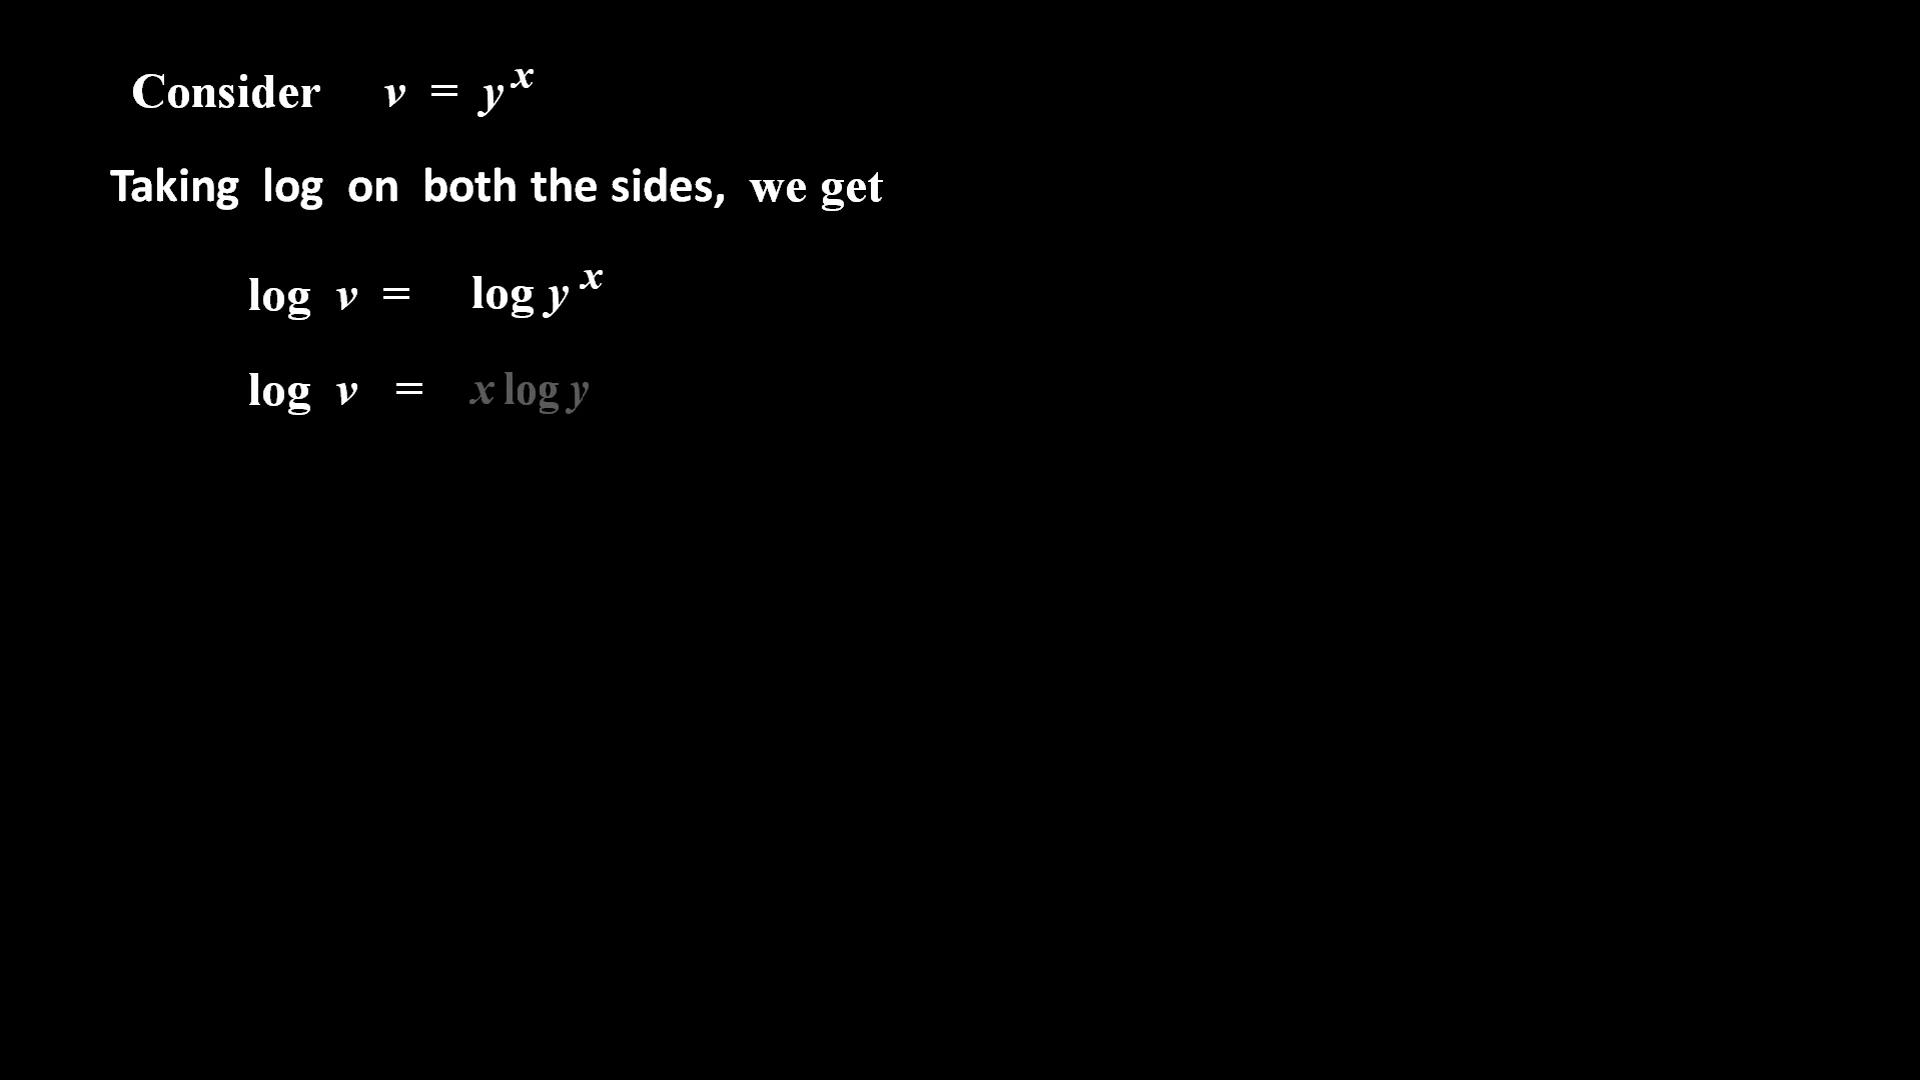 Consider v = y^x
Taking log on both the sides, we get
log v = log y^x
log v = x log y